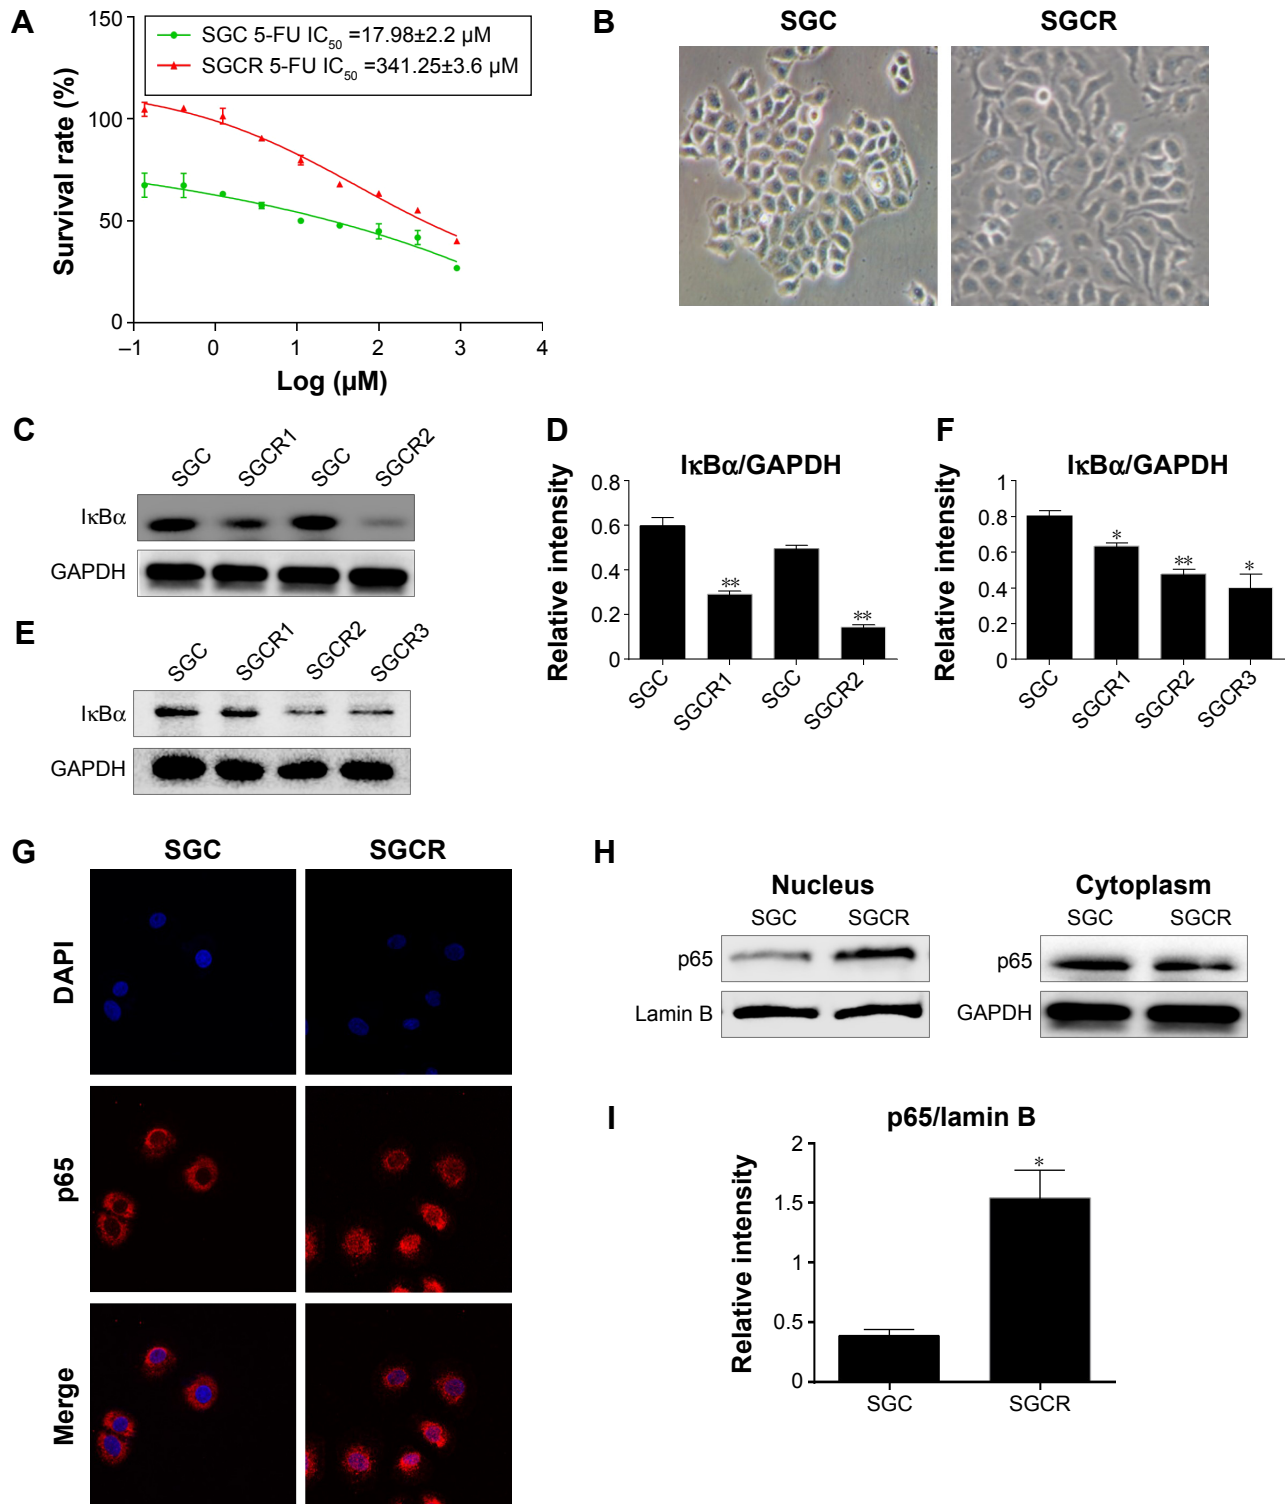 A
150
100
50
0
Survival rate (%)
SGC 5-FU IC50 =17.98±2.2 µM
SGCR 5-FU IC50 =341.25±3.6 µM
–1 0 1 2 3 4
Log (µM)
B
SGC SGCR
C
SGC SGCR1 SGC SGCR2
IκBα
GAPDH
D
IκBα/GAPDH
Relative intensity
0.8
0.6
0.4
0.2
0
** **
SGC SGCR1 SGC SGCR2
E
SGC SGCR1 SGCR2 SGCR3
IκBα
GAPDH
F
IκBα/GAPDH
Relative intensity
1
0.8
0.6
0.4
0.2
0
* ** *
SGC SGCR1 SGCR2 SGCR3
G
SGC SGCR
DAPI
p65
Merge
H
Nucleus Cytoplasm
SGC SGCR SGC SGCR
p65 p65
Lamin B GAPDH
I
p65/lamin B
Relative intensity
2
1.5
1
0.5
0
*
SGC SGCR